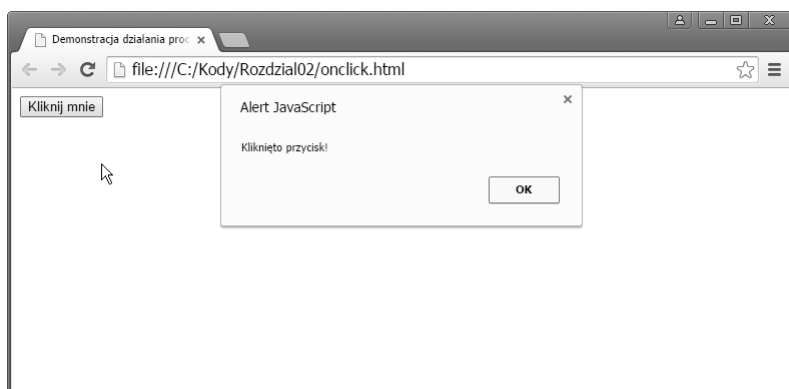 Demonstracja działania proc
file:///C:/Kody/Rozdzial02/onclick.html
Kliknij mnie
Alert JavaScript
Kliknięto przycisk!
OK